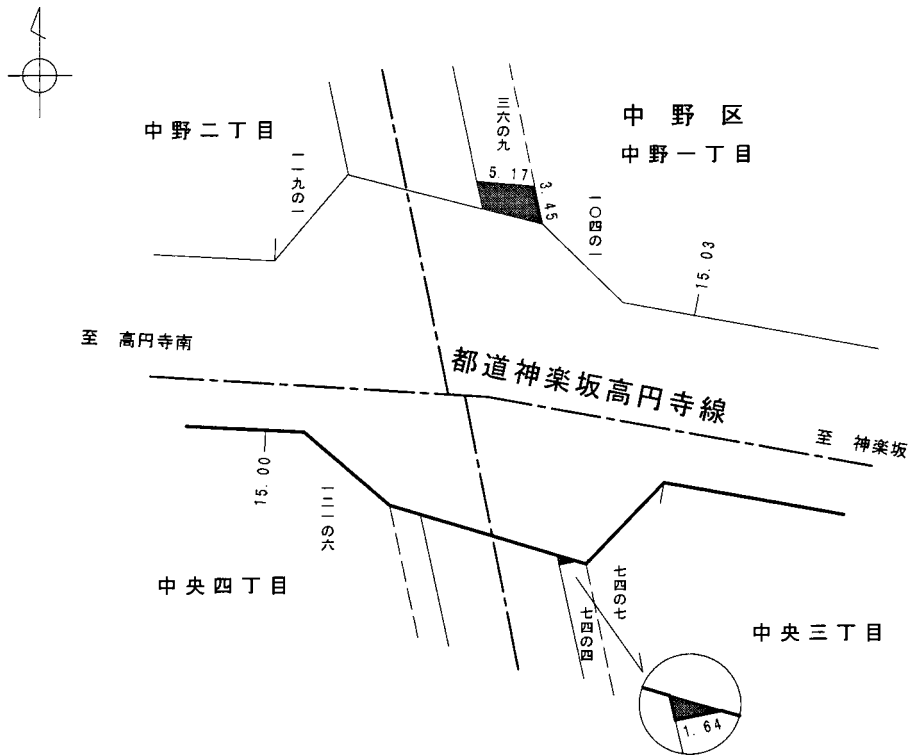 中野二丁目
中野区
中野一丁目
三六の九
5.17
3.45
一一九の一
一〇四の一
15.03
至 高円寺南
都道神楽坂高円寺線
至 神楽坂
15.00
一二一の六
中央四丁目
七四の七
七四の四
中央三丁目
1.64